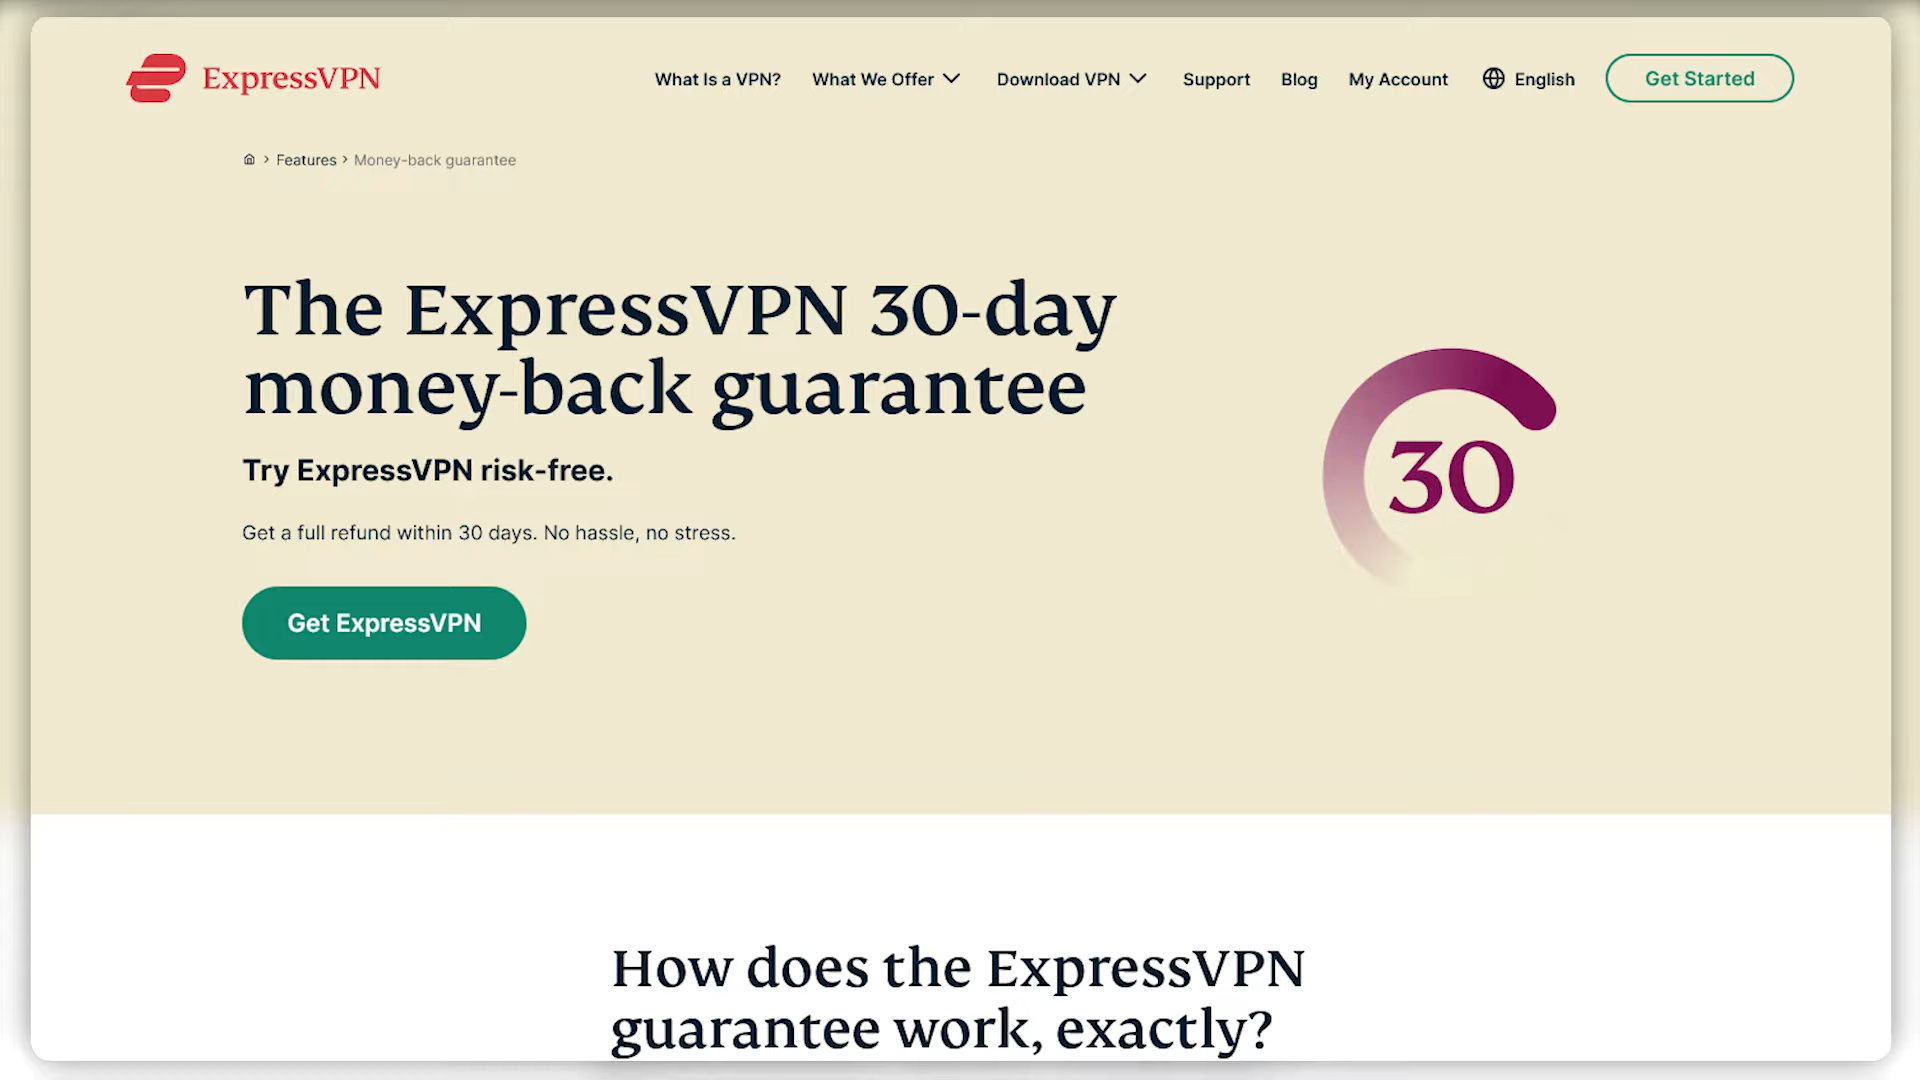 ExpressVPN
What Is a VPN? What We Offer Download VPN Support Blog My Account English Get Started
Features > Money-back guarantee
The ExpressVPN 30-day
money-back guarantee
Try ExpressVPN risk-free.
Get a full refund within 30 days. No hassle, no stress.
Get ExpressVPN
30
How does the ExpressVPN
guarantee work, exactly?